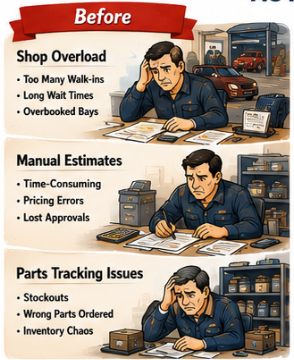 Before
Shop Overload
• Too Many Walk-ins
• Long Wait Times
• Overbooked Bays
Manual Estimates
• Time-Consuming
• Pricing Errors
• Lost Approvals
Parts Tracking Issues
• Stockouts
• Wrong Parts Ordered
• Inventory Chaos